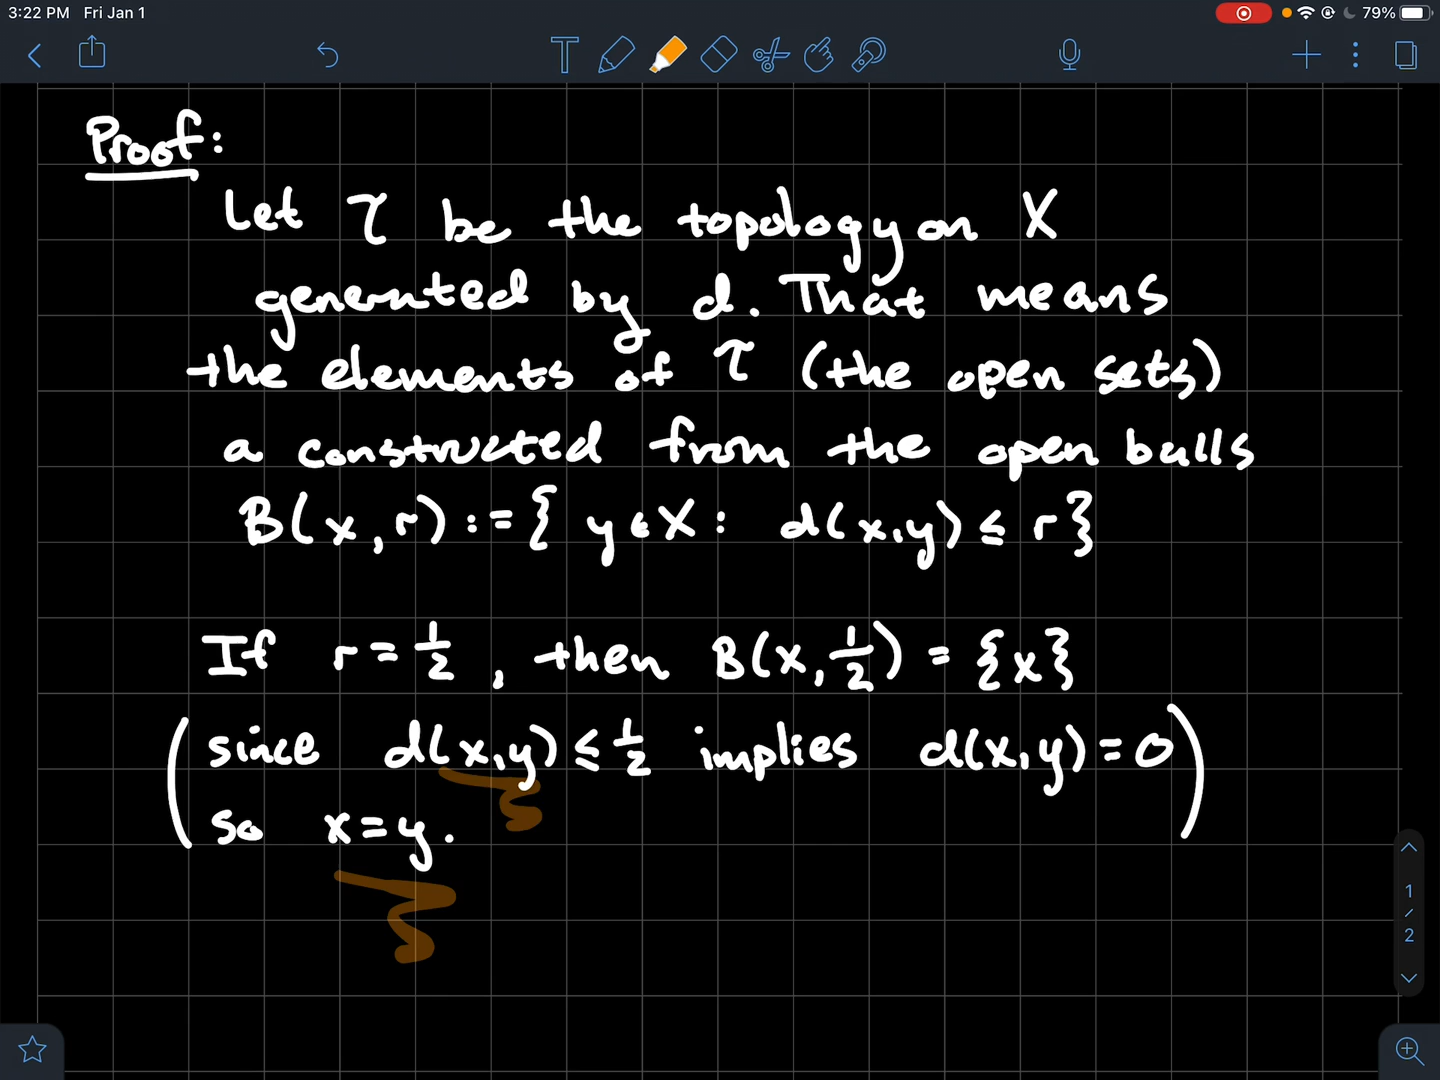 3:22 PM Fri Jan 1 79%
Proof:
Let τ be the topology on X
generated by d. That means
the elements of τ (the open sets)
a constructed from the open balls
B(x,r) := { y ∈ X : d(x,y) ≤ r}
If r = 1/2, then B(x, 1/2) = {x}
(since d(x,y) ≤ 1/2 implies d(x,y) = 0
so x = y.)
1
/
2